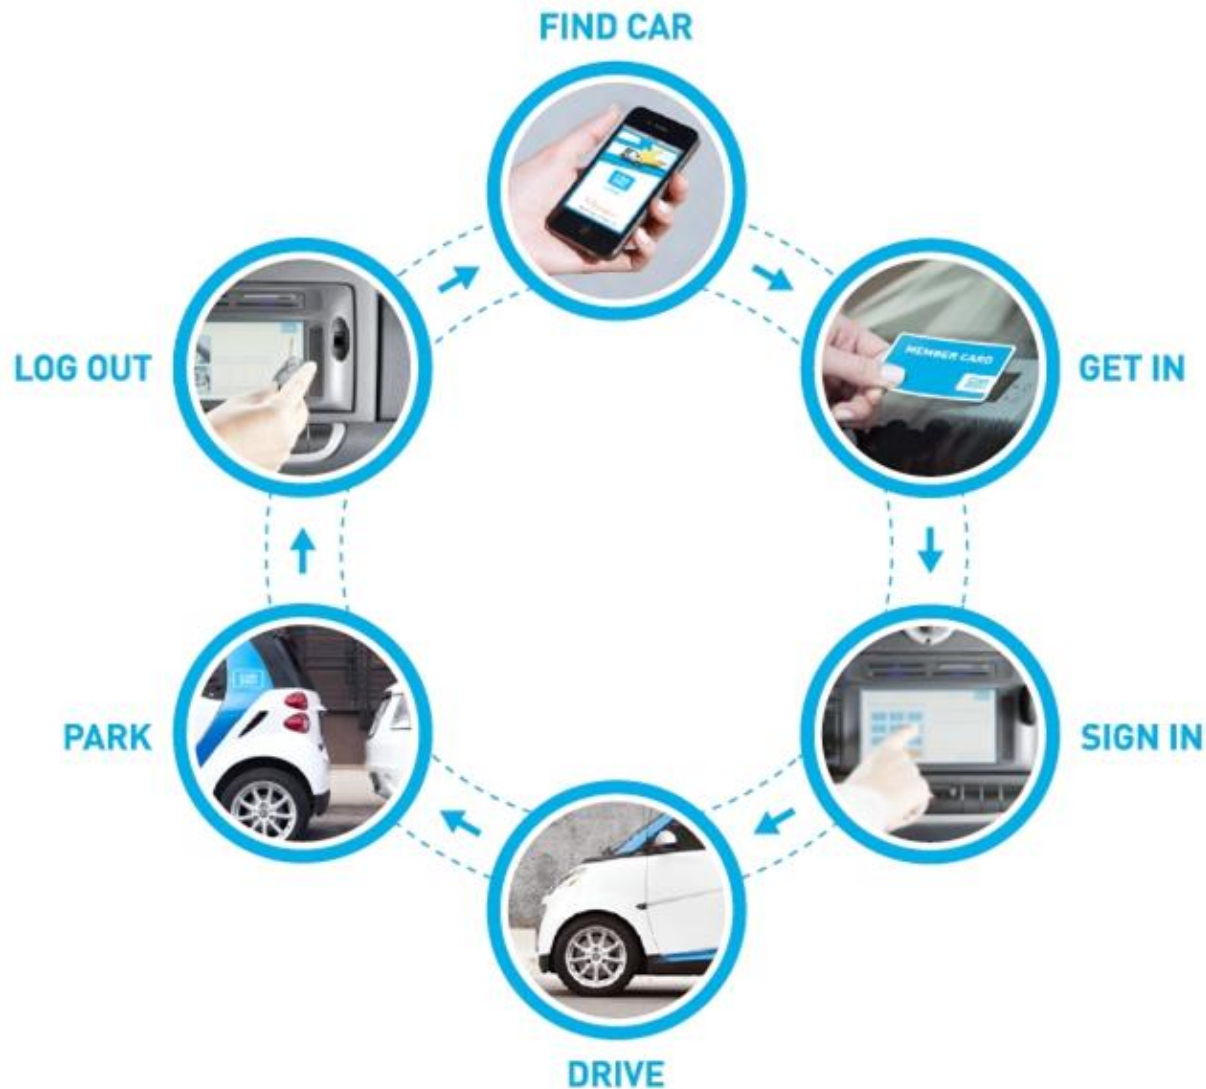 FIND CAR
GET IN
MEMBER CARD
SIGN IN
DRIVE
PARK
LOG OUT